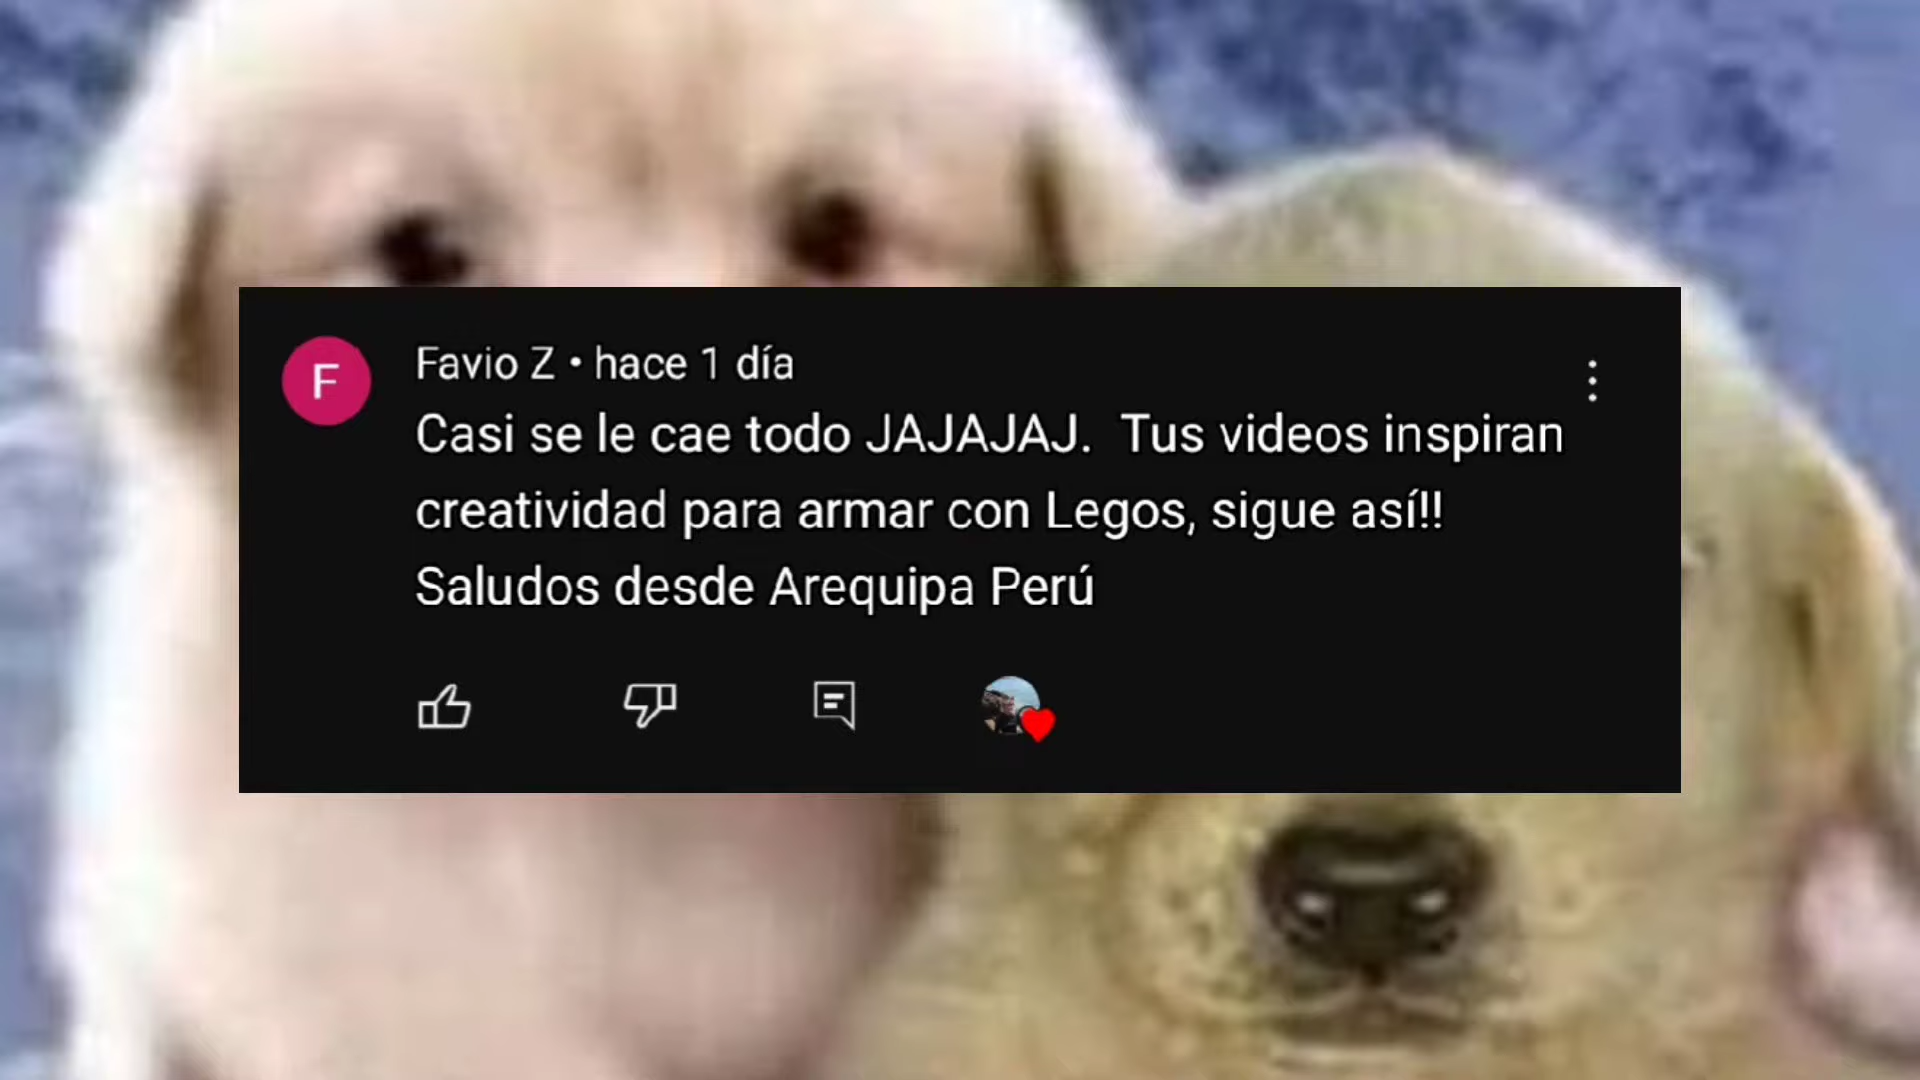 F
Favio Z • hace 1 día
Casi se le cae todo JAJAJAJ.  Tus videos inspiran
creatividad para armar con Legos, sigue así!!
Saludos desde Arequipa Perú